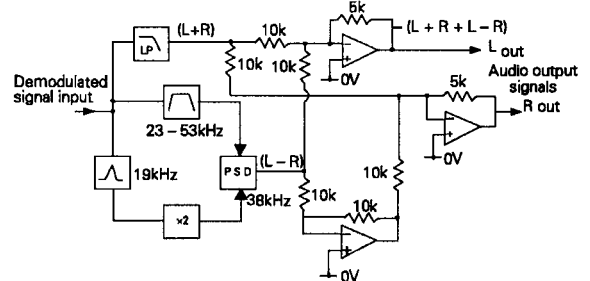 5k
(L + R + L – R)
(L+R)
10k
LP
L out
10k
10k
0V
Demodulated
signal input
5k
Audio output
signals
R out
23 – 53kHz
0V
(L – R)
19kHz
PSD
10k
38kHz
10k
10k
×2
0V